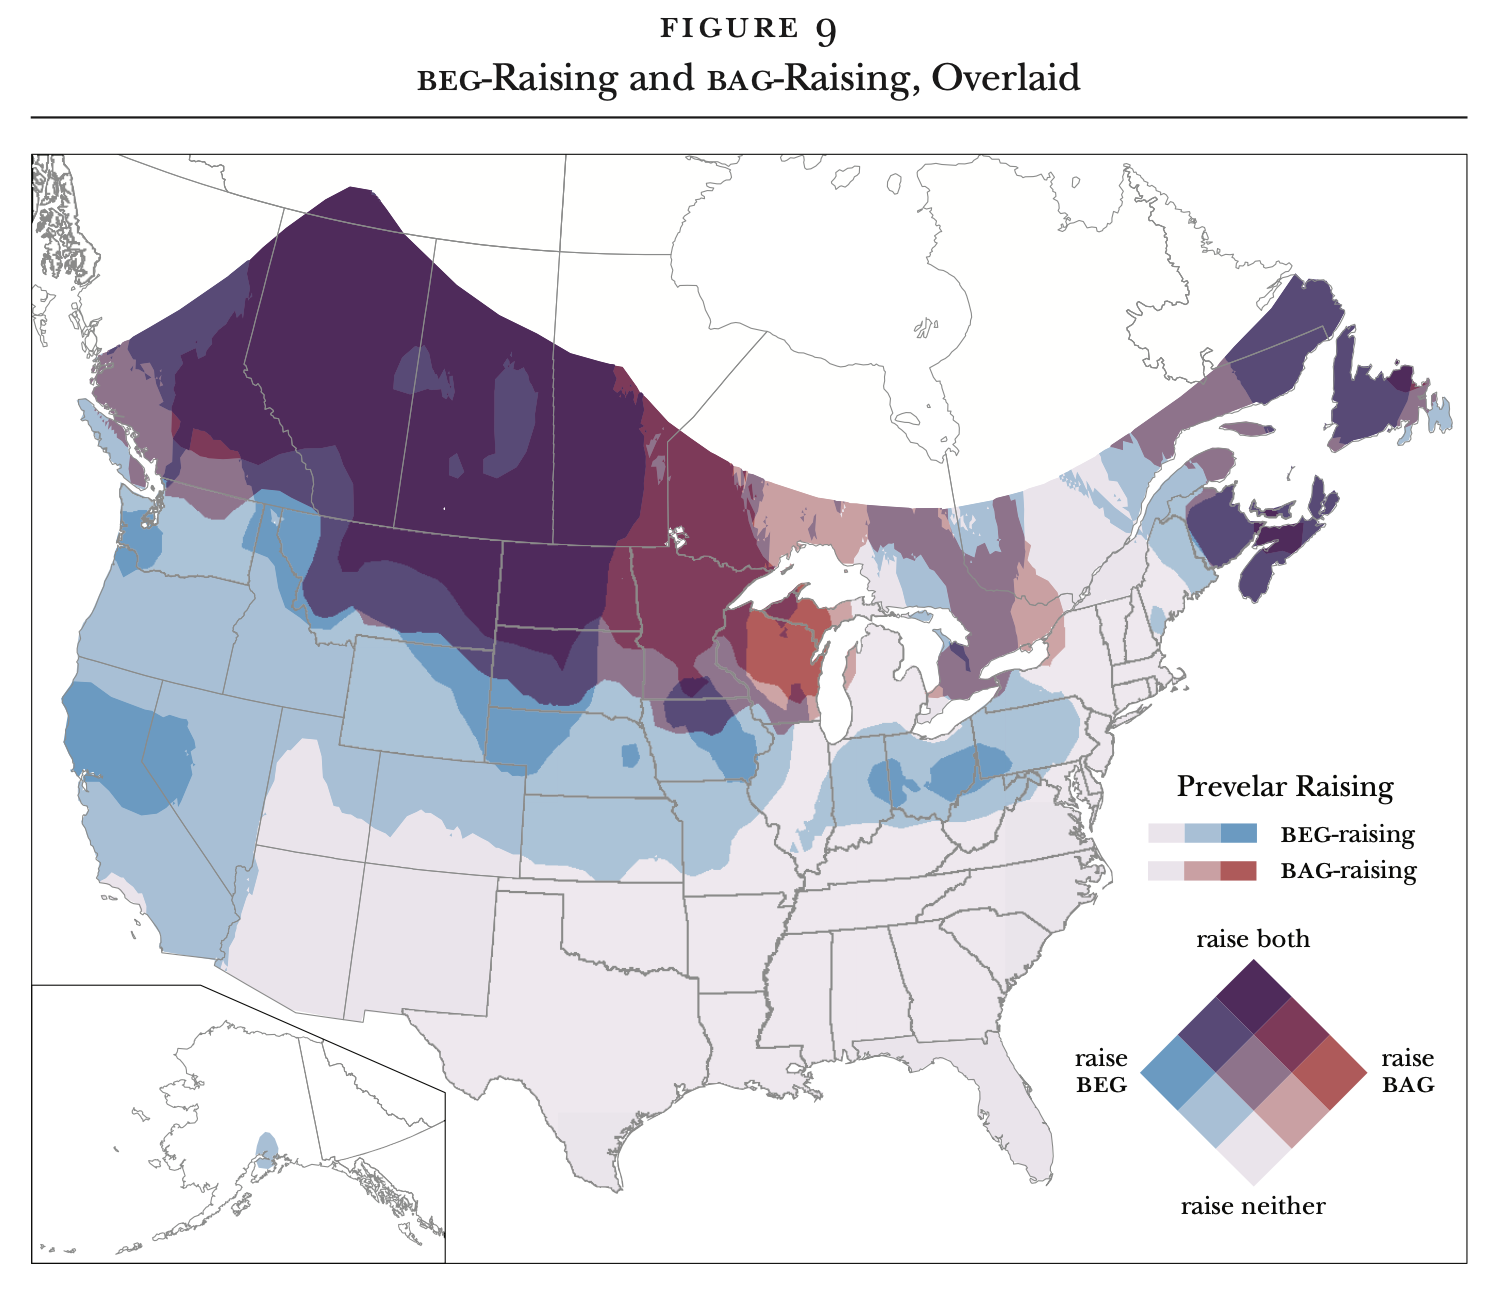 FIGURE 9
BEG-Raising and BAG-Raising, Overlaid
Prevelar Raising
BEG-raising
BAG-raising
raise both
raise
BEG
raise
BAG
raise neither